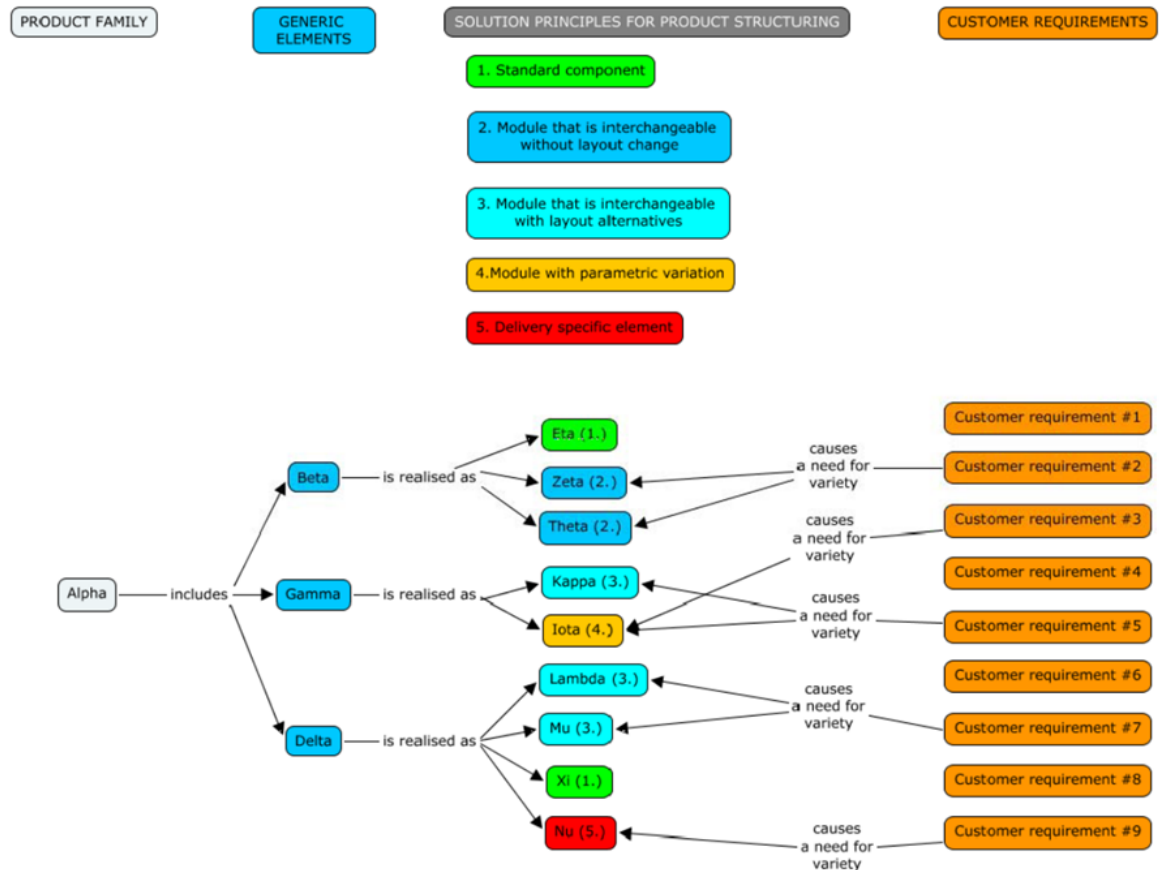 PRODUCT FAMILY
GENERIC
ELEMENTS
SOLUTION PRINCIPLES FOR PRODUCT STRUCTURING
CUSTOMER REQUIREMENTS
1. Standard component
2. Module that is interchangeable
without layout change
3. Module that is interchangeable
with layout alternatives
4.Module with parametric variation
5. Delivery specific element
Alpha
includes
Beta
is realised as
Eta (1.)
Zeta (2.)
Theta (2.)
Gamma
is realised as
Kappa (3.)
Iota (4.)
Delta
is realised as
Lambda (3.)
Mu (3.)
Xi (1.)
Nu (5.)
causes
a need for
variety
causes
a need for
variety
causes
a need for
variety
causes
a need for
variety
causes
a need for
variety
Customer requirement #1
Customer requirement #2
Customer requirement #3
Customer requirement #4
Customer requirement #5
Customer requirement #6
Customer requirement #7
Customer requirement #8
Customer requirement #9